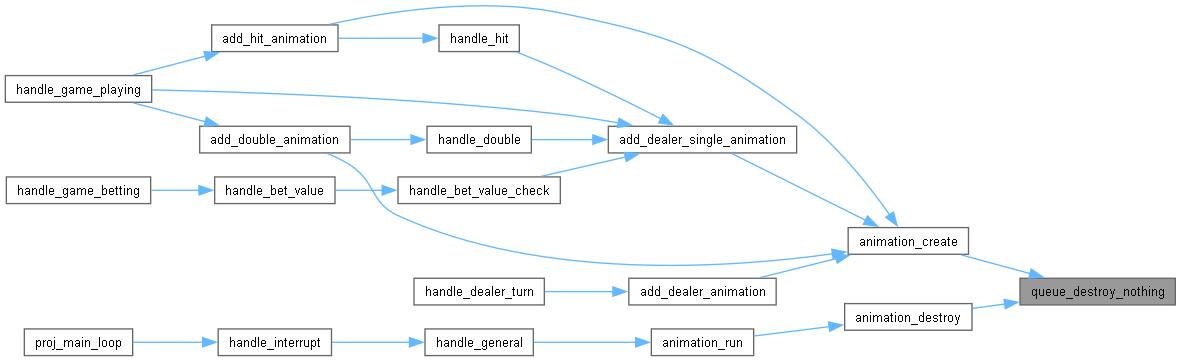 add_hit_animation
handle_hit
handle_game_playing
add_double_animation
handle_double
add_dealer_single_animation
handle_game_betting
handle_bet_value
handle_bet_value_check
animation_create
handle_dealer_turn
add_dealer_animation
queue_destroy_nothing
animation_destroy
proj_main_loop
handle_interrupt
handle_general
animation_run